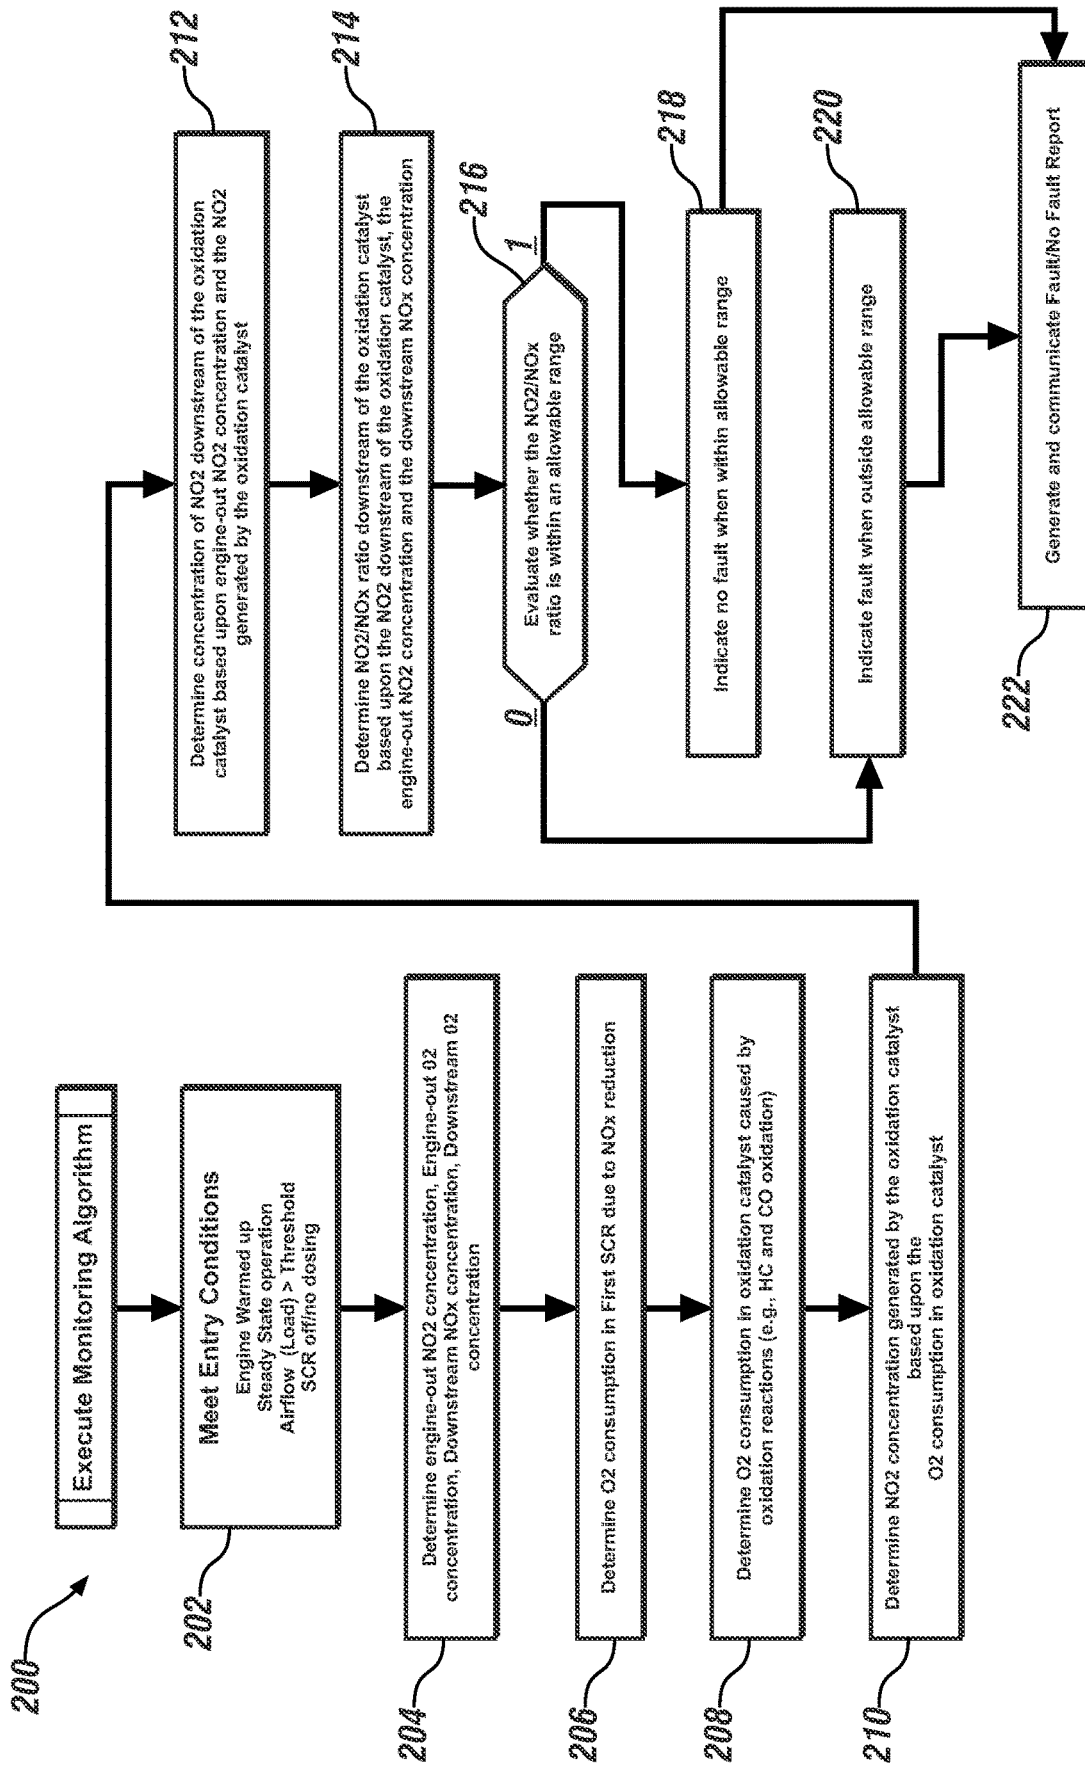 200
Execute Monitoring Algorithm
202
Meet Entry Conditions
Engine Warmed up
Steady State operation
Airflow (Load) > Threshold
SCR off/no dosing
204
Determine engine-out NO2 concentration, Engine-out 02
concentration, Downstream NOx concentration, Downstream 02
concentration
206
Determine O2 consumption in First SCR due to NOx reduction
208
Determine O2 consumption in oxidation catalyst caused by
oxidation reactions (e.g., HC and CO oxidation)
210
Determine NO2 concentration generated by the oxidation catalyst
based upon the
O2 consumption in oxidation catalyst
212
Determine concentration of NO2 downstream of the oxidation
catalyst based upon engine-out NO2 concentration and the NO2
generated by the oxidation catalyst
214
Determine NO2/NOx ratio downstream of the oxidation catalyst
based upon the NO2 downstream of the oxidation catalyst, the
engine-out NO2 concentration and the downstream NOx concentration
216
Evaluate whether the NO2/NOx
ratio is within an allowable range
0
1
218
Indicate no fault when within allowable range
220
Indicate fault when outside allowable range
222
Generate and communicate Fault/No Fault Report